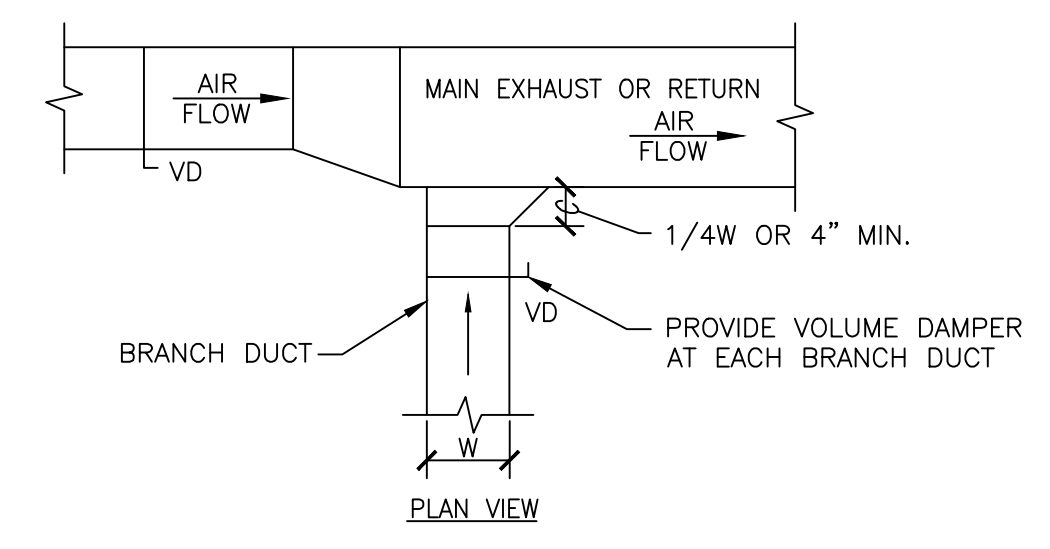 AIR
FLOW
VD
MAIN EXHAUST OR RETURN
AIR
FLOW
1/4W OR 4" MIN.
VD
PROVIDE VOLUME DAMPER
AT EACH BRANCH DUCT
BRANCH DUCT
W
PLAN VIEW